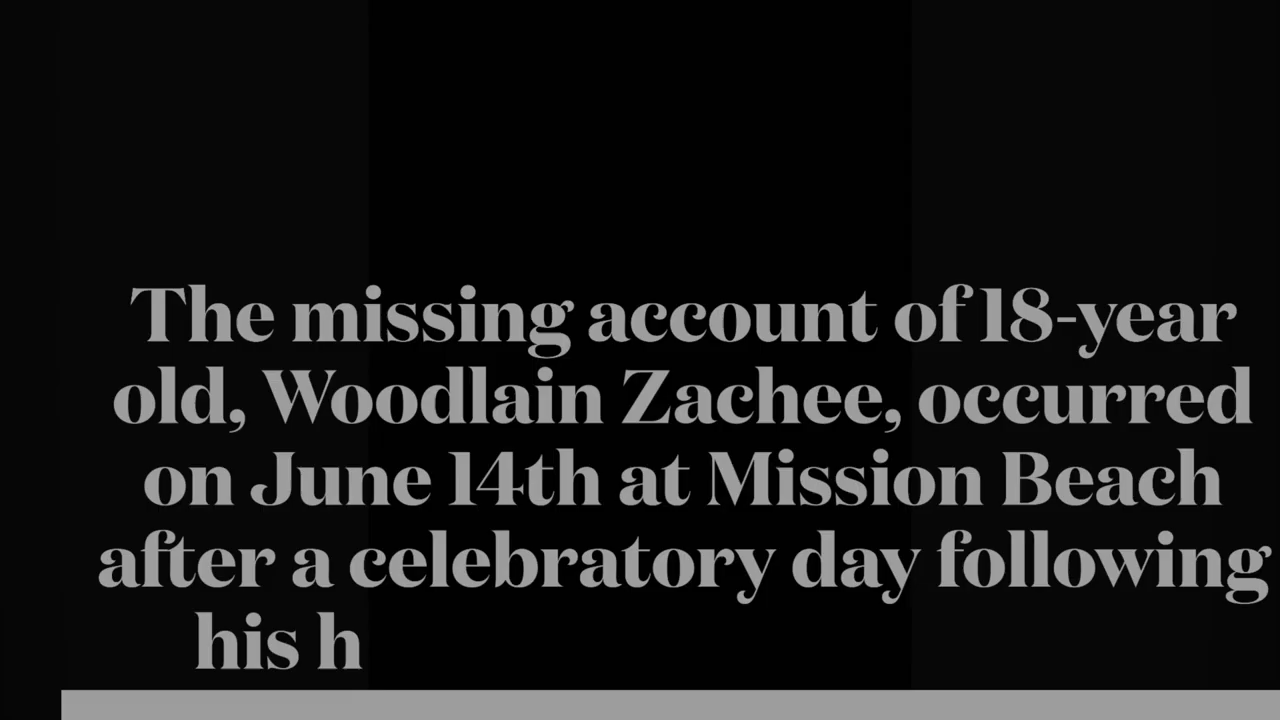 The missing account of 18-year
old, Woodlain Zachee, occurred
on June 14th at Mission Beach
after a celebratory day following
his h